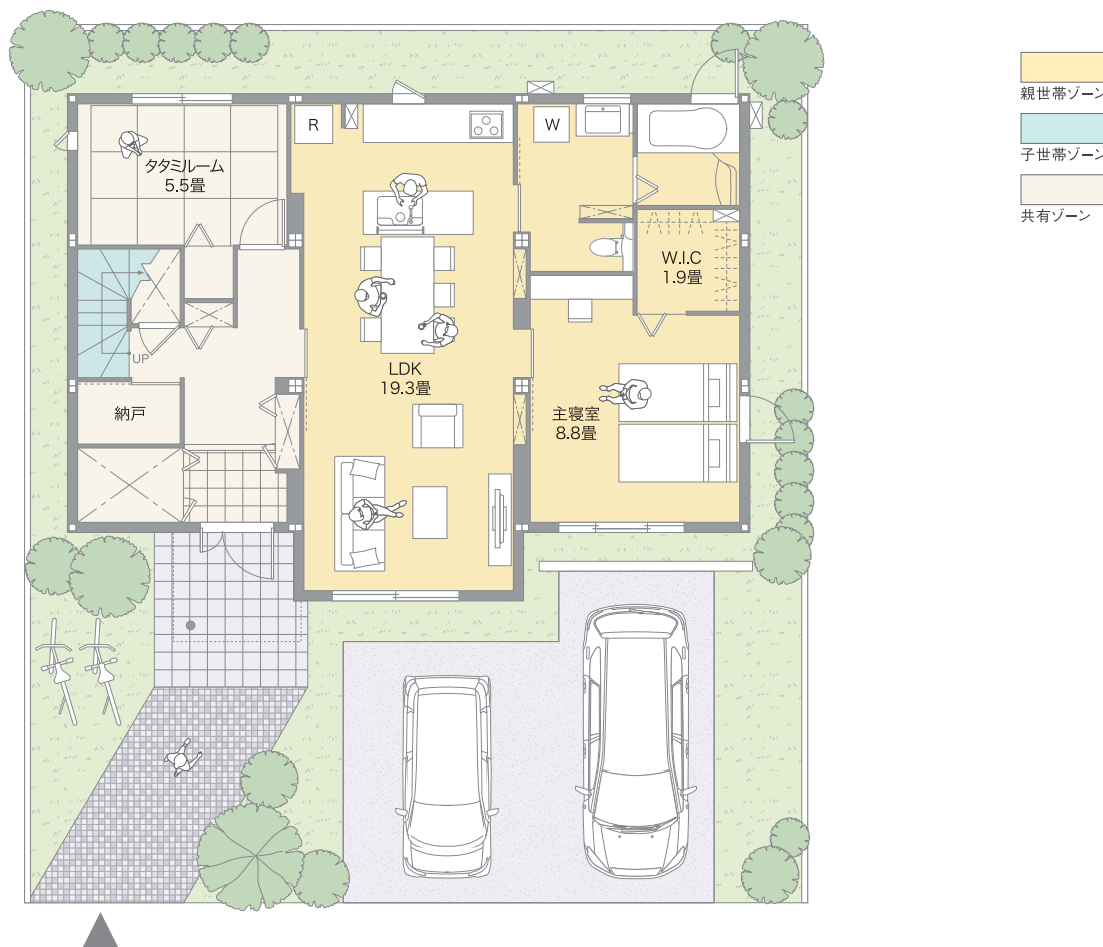 親世帯ゾーン
子世帯ゾーン
共有ゾーン
R
W
タタミルーム
5.5畳
W.I.C
1.9畳
UP
LDK
19.3畳
納戸
主寝室
8.8畳